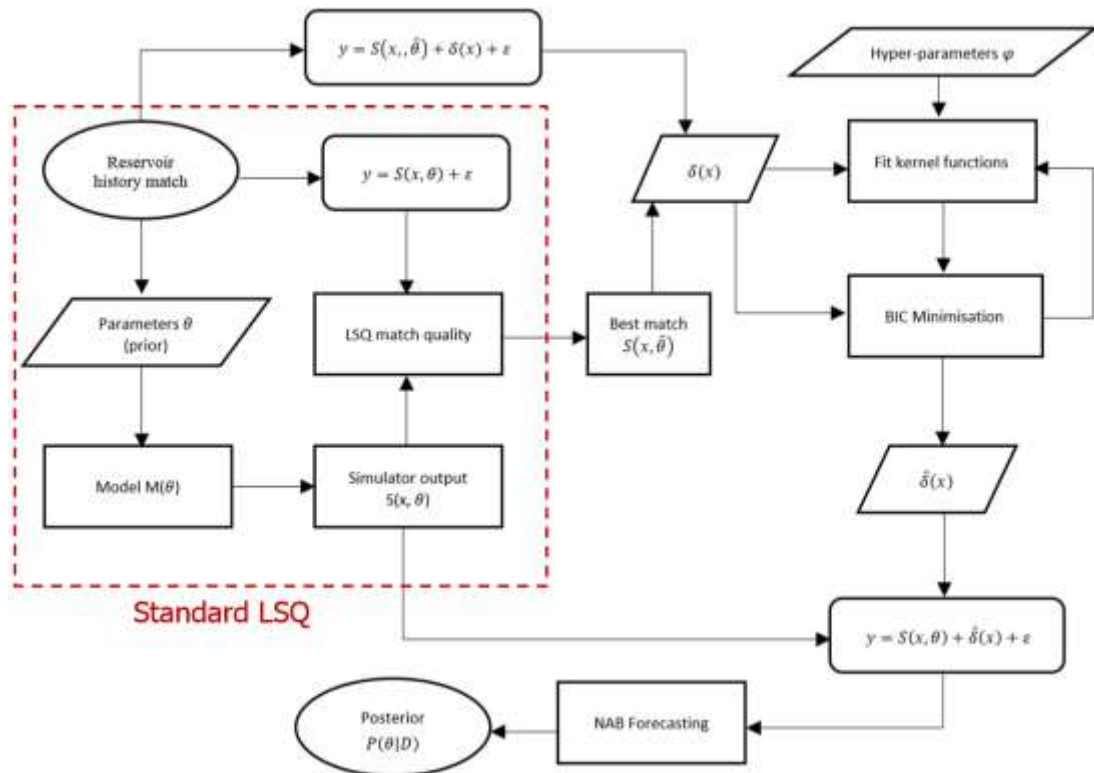 y = S(x,, θ̂) + δ(x) + ε
Hyper-parameters φ
Reservoir
history match
y = S(x, θ) + ε
δ(x)
Fit kernel functions
Parameters θ
(prior)
LSQ match quality
Best match
S(x, θ̂)
BIC Minimisation
Model M(θ)
Simulator output
S(x, θ)
δ̂(x)
Standard LSQ
y = S(x, θ) + δ̂(x) + ε
Posterior
P(θ|D)
NAB Forecasting